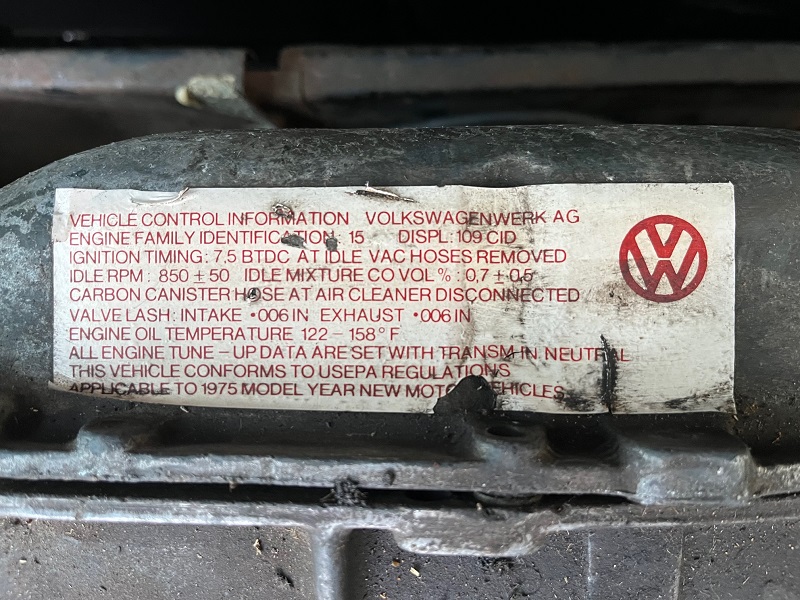 VEHICLE CONTROL INFORMATION VOLKSWAGENWERK AG
ENGINE FAMILY IDENTIFICATION: 15 DISPL: 109 CID
IGNITION TIMING: 7,5 BTDC AT IDLE VAC HOSES REMOVED
IDLE RPM: 850 ± 50 IDLE MIXTURE CO VOL %: 0,7 ± 0,5
CARBON CANISTER HOSE AT AIR CLEANER DISCONNECTED
VALVE LASH: INTAKE •006 IN EXHAUST •006 IN
ENGINE OIL TEMPERATURE 122 – 158° F
ALL ENGINE TUNE – UP DATA ARE SET WITH TRANSM IN NEUTRAL
THIS VEHICLE CONFORMS TO USEPA REGULATIONS
APPLICABLE TO 1975 MODEL YEAR NEW MOTOR VEHICLES
VW